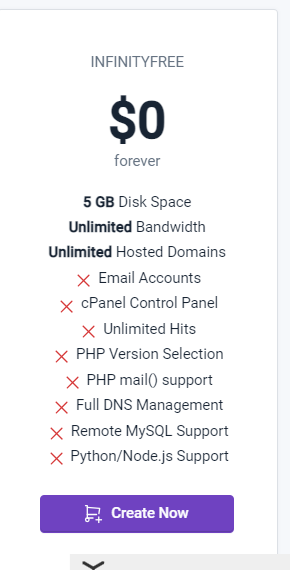 INFINITYFREE
$0
forever
5 GB Disk Space
Unlimited Bandwidth
Unlimited Hosted Domains
Email Accounts
cPanel Control Panel
Unlimited Hits
PHP Version Selection
PHP mail() support
Full DNS Management
Remote MySQL Support
Python/Node.js Support
Create Now